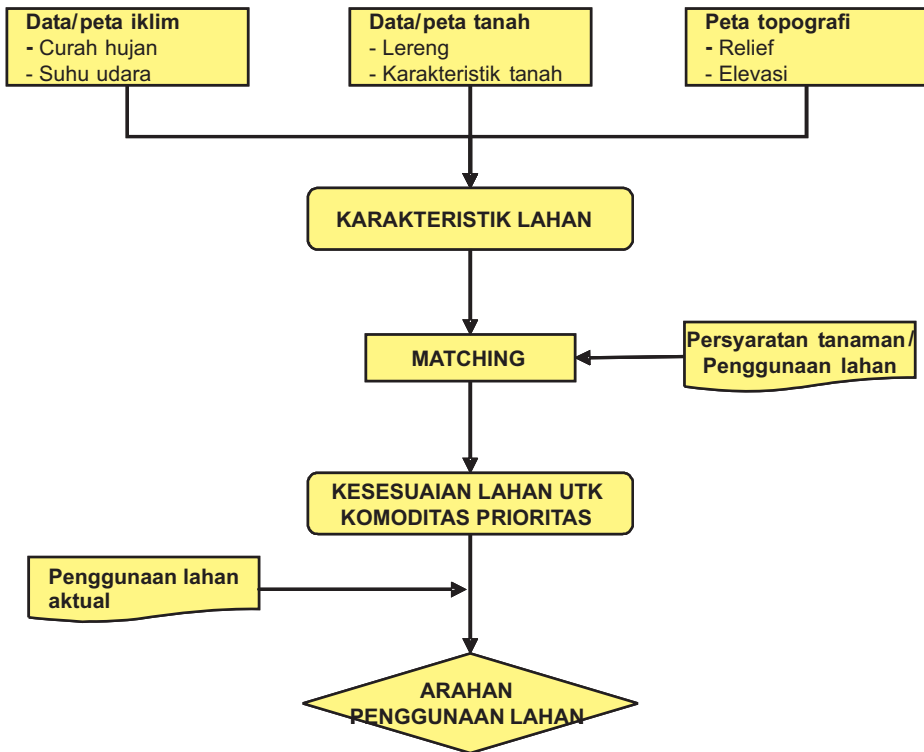 Data/peta iklim
- Curah hujan
- Suhu udara
Data/peta tanah
- Lereng
- Karakteristik tanah
Peta topografi
- Relief
- Elevasi
KARAKTERISTIK LAHAN
MATCHING
Persyaratan tanaman/
Penggunaan lahan
KESESUAIAN LAHAN UTK
KOMODITAS PRIORITAS
Penggunaan lahan
aktual
ARAHAN
PENGGUNAAN LAHAN